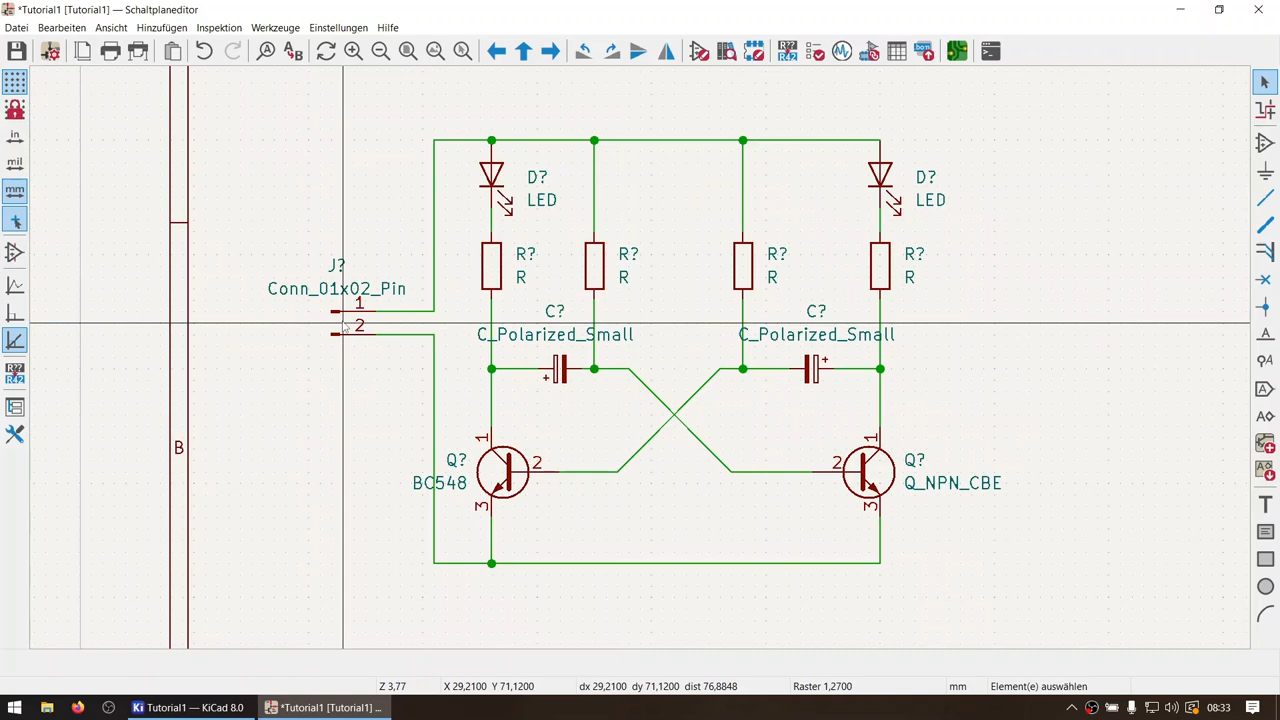 *Tutorial1 [Tutorial1] — Schaltplaneditor
Datei Bearbeiten Ansicht Hinzufügen Inspektion Werkzeuge Einstellungen Hilfe
in
mil
mm
R??
R42
R??
R42
bom
D?
LED
D?
LED
R?
R
R?
R
R?
R
R?
R
J?
Conn_01x02_Pin
1
2
C?
C_Polarized_Small
+
C?
C_Polarized_Small
+
B
Q?
BC548
1
2
3
Q?
Q_NPN_CBE
1
2
3
Z 3,77 X 29,2100 Y 71,1200 dx 29,2100 dy 71,1200 dist 76,8848 Raster 1,2700 mm Element(e) auswählen
Tutorial1 — KiCad 8.0
*Tutorial1 [Tutorial1] ...
08:33